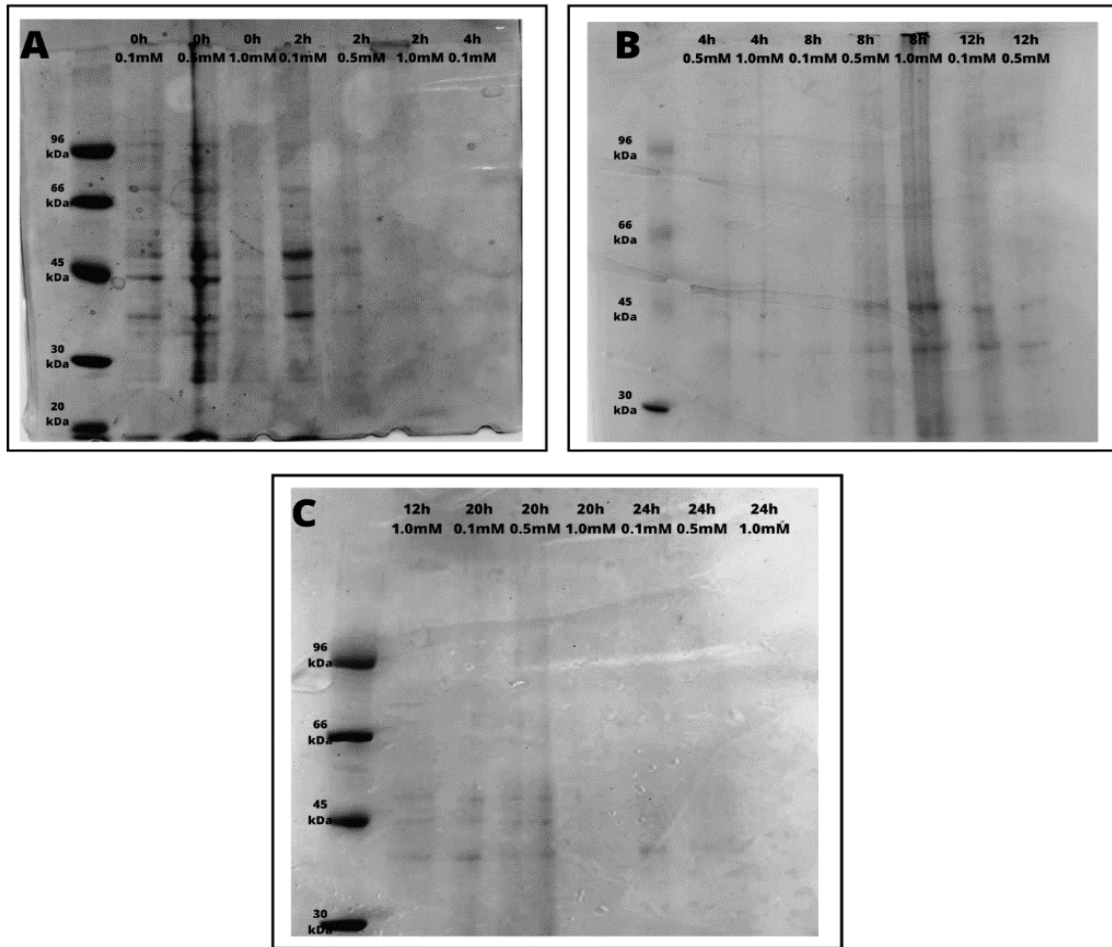 A
0h 0h 0h 2h 2h 2h 4h
0.1mM 0.5mM 1.0mM 0.1mM 0.5mM 1.0mM 0.1mM
96
kDa
66
kDa
45
kDa
30
kDa
20
kDa
B
4h 4h 8h 8h 8h 12h 12h
0.5mM 1.0mM 0.1mM 0.5mM 1.0mM 0.1mM 0.5mM
96
kDa
66
kDa
45
kDa
30
kDa
C
12h 20h 20h 20h 24h 24h 24h
1.0mM 0.1mM 0.5mM 1.0mM 0.1mM 0.5mM 1.0mM
96
kDa
66
kDa
45
kDa
30
kDa